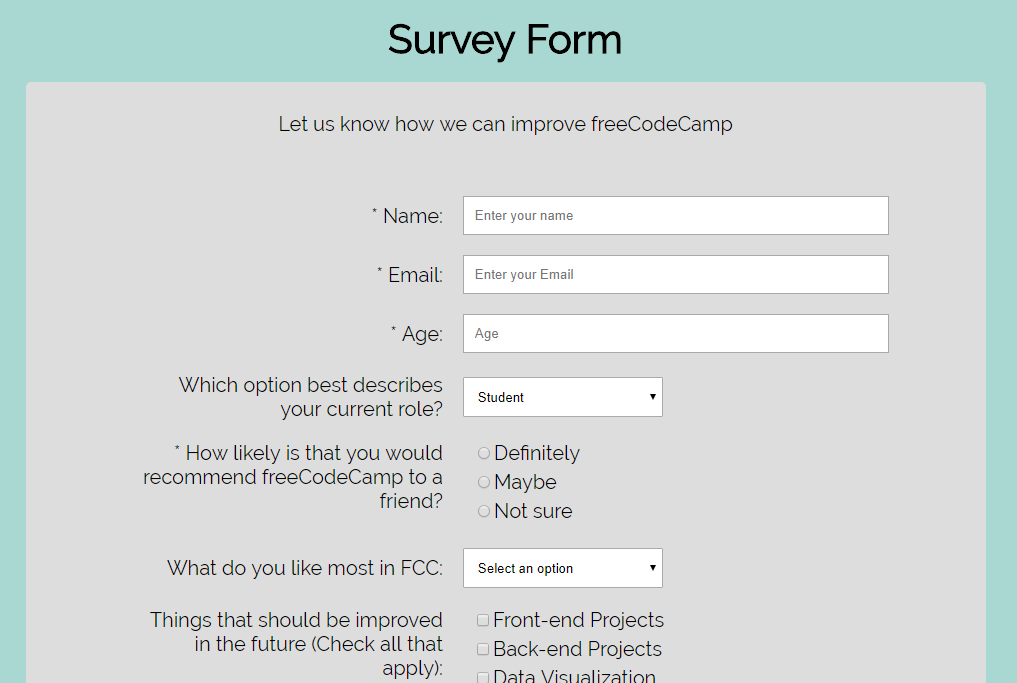 Survey Form
Let us know how we can improve freeCodeCamp
* Name:
Enter your name
* Email:
Enter your Email
* Age:
Age
Which option best describes
your current role?
Student
* How likely is that you would
recommend freeCodeCamp to a
friend?
Definitely
Maybe
Not sure
What do you like most in FCC:
Select an option
Things that should be improved
in the future (Check all that
apply):
Front-end Projects
Back-end Projects
Data Visualization